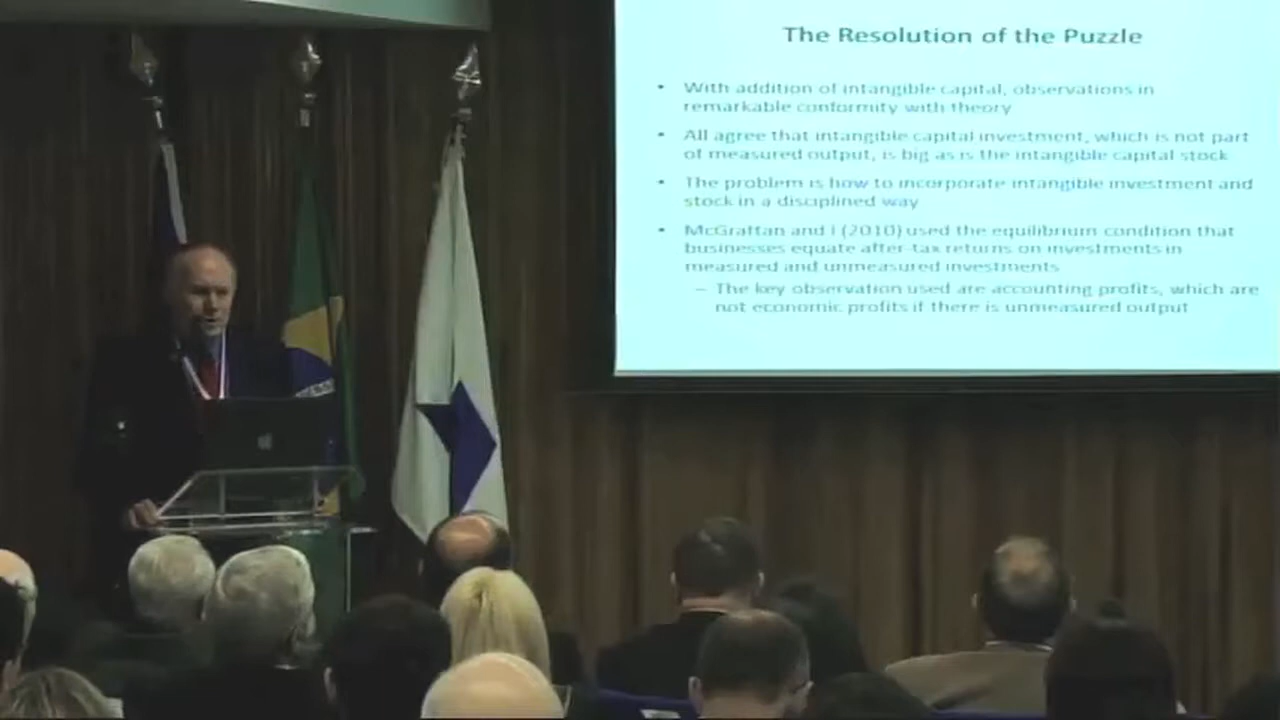 The Resolution of the Puzzle
• With addition of intangible capital, observations in
remarkable conformity with theory
• All agree that intangible capital investment, which is not part
of measured output, is big as is the intangible capital stock
• The problem is how to incorporate intangible investment and
stock in a disciplined way
• McGrattan and I (2010) used the equilibrium condition that
businesses equate after-tax returns on investments in
measured and unmeasured investments
– The key observation used are accounting profits, which are
not economic profits if there is unmeasured output